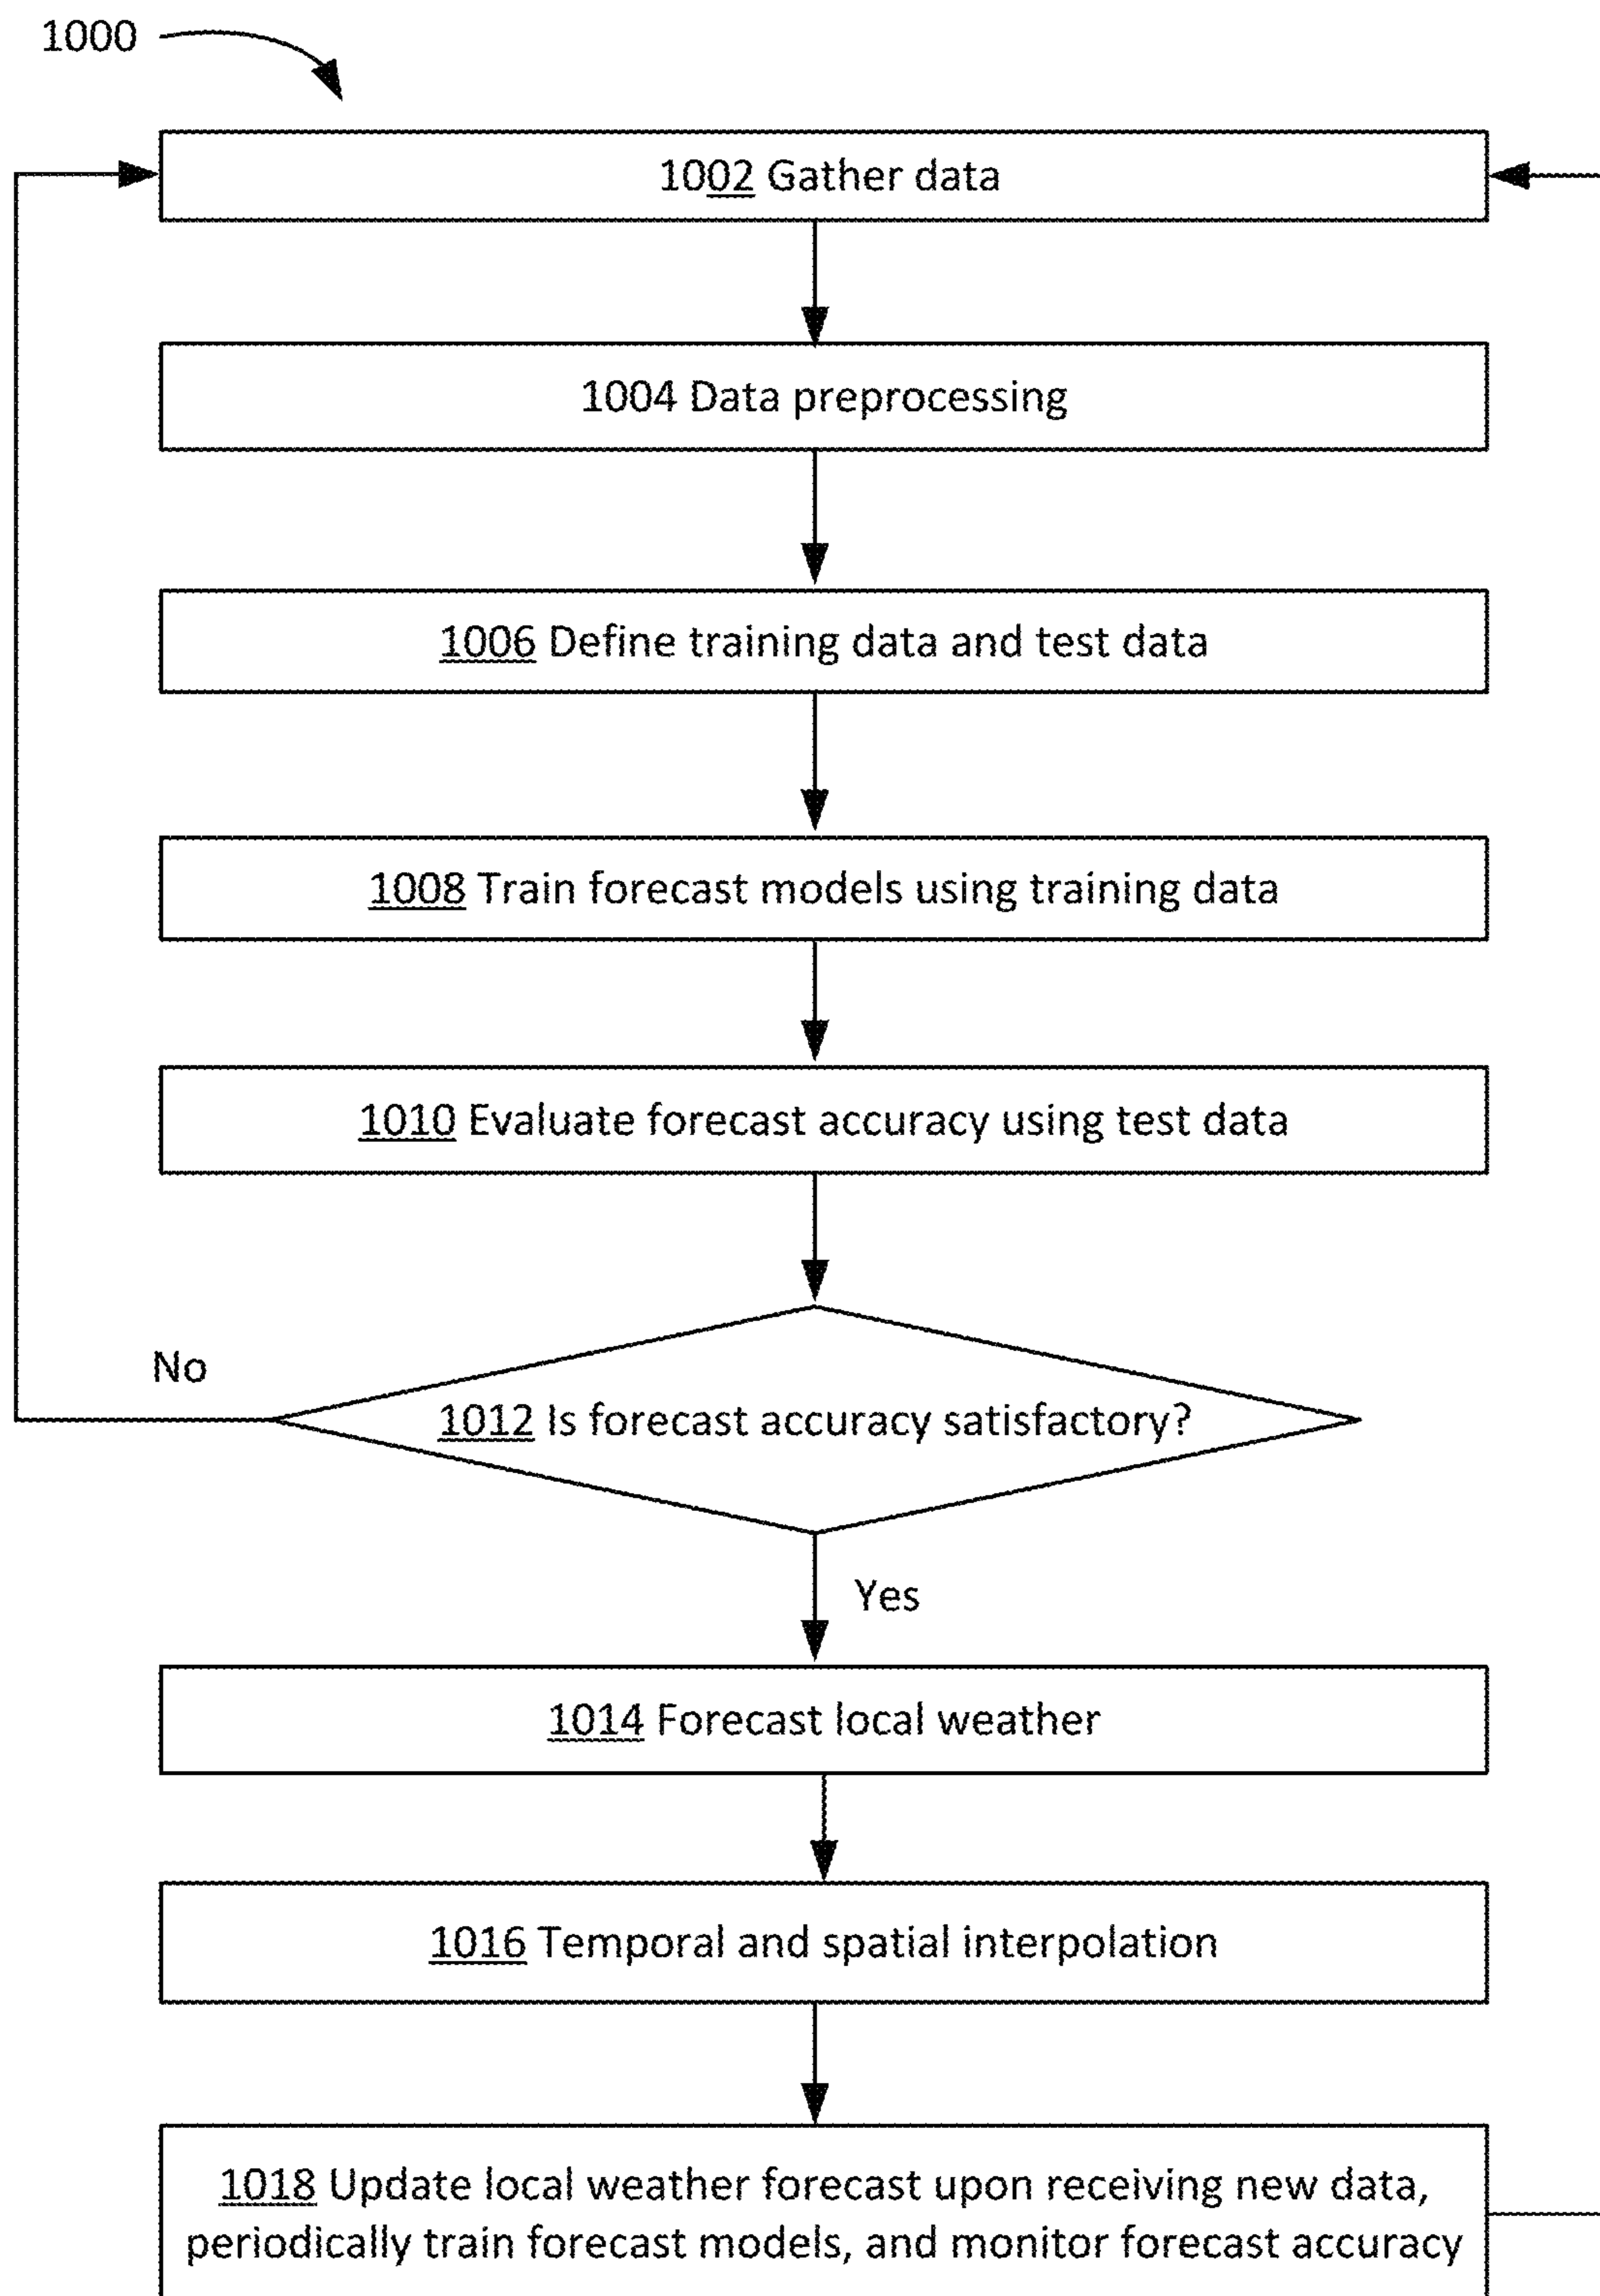 1000
1002 Gather data
1004 Data preprocessing
1006 Define training data and test data
1008 Train forecast models using training data
1010 Evaluate forecast accuracy using test data
No
1012 Is forecast accuracy satisfactory?
Yes
1014 Forecast local weather
1016 Temporal and spatial interpolation
1018 Update local weather forecast upon receiving new data,
periodically train forecast models, and monitor forecast accuracy